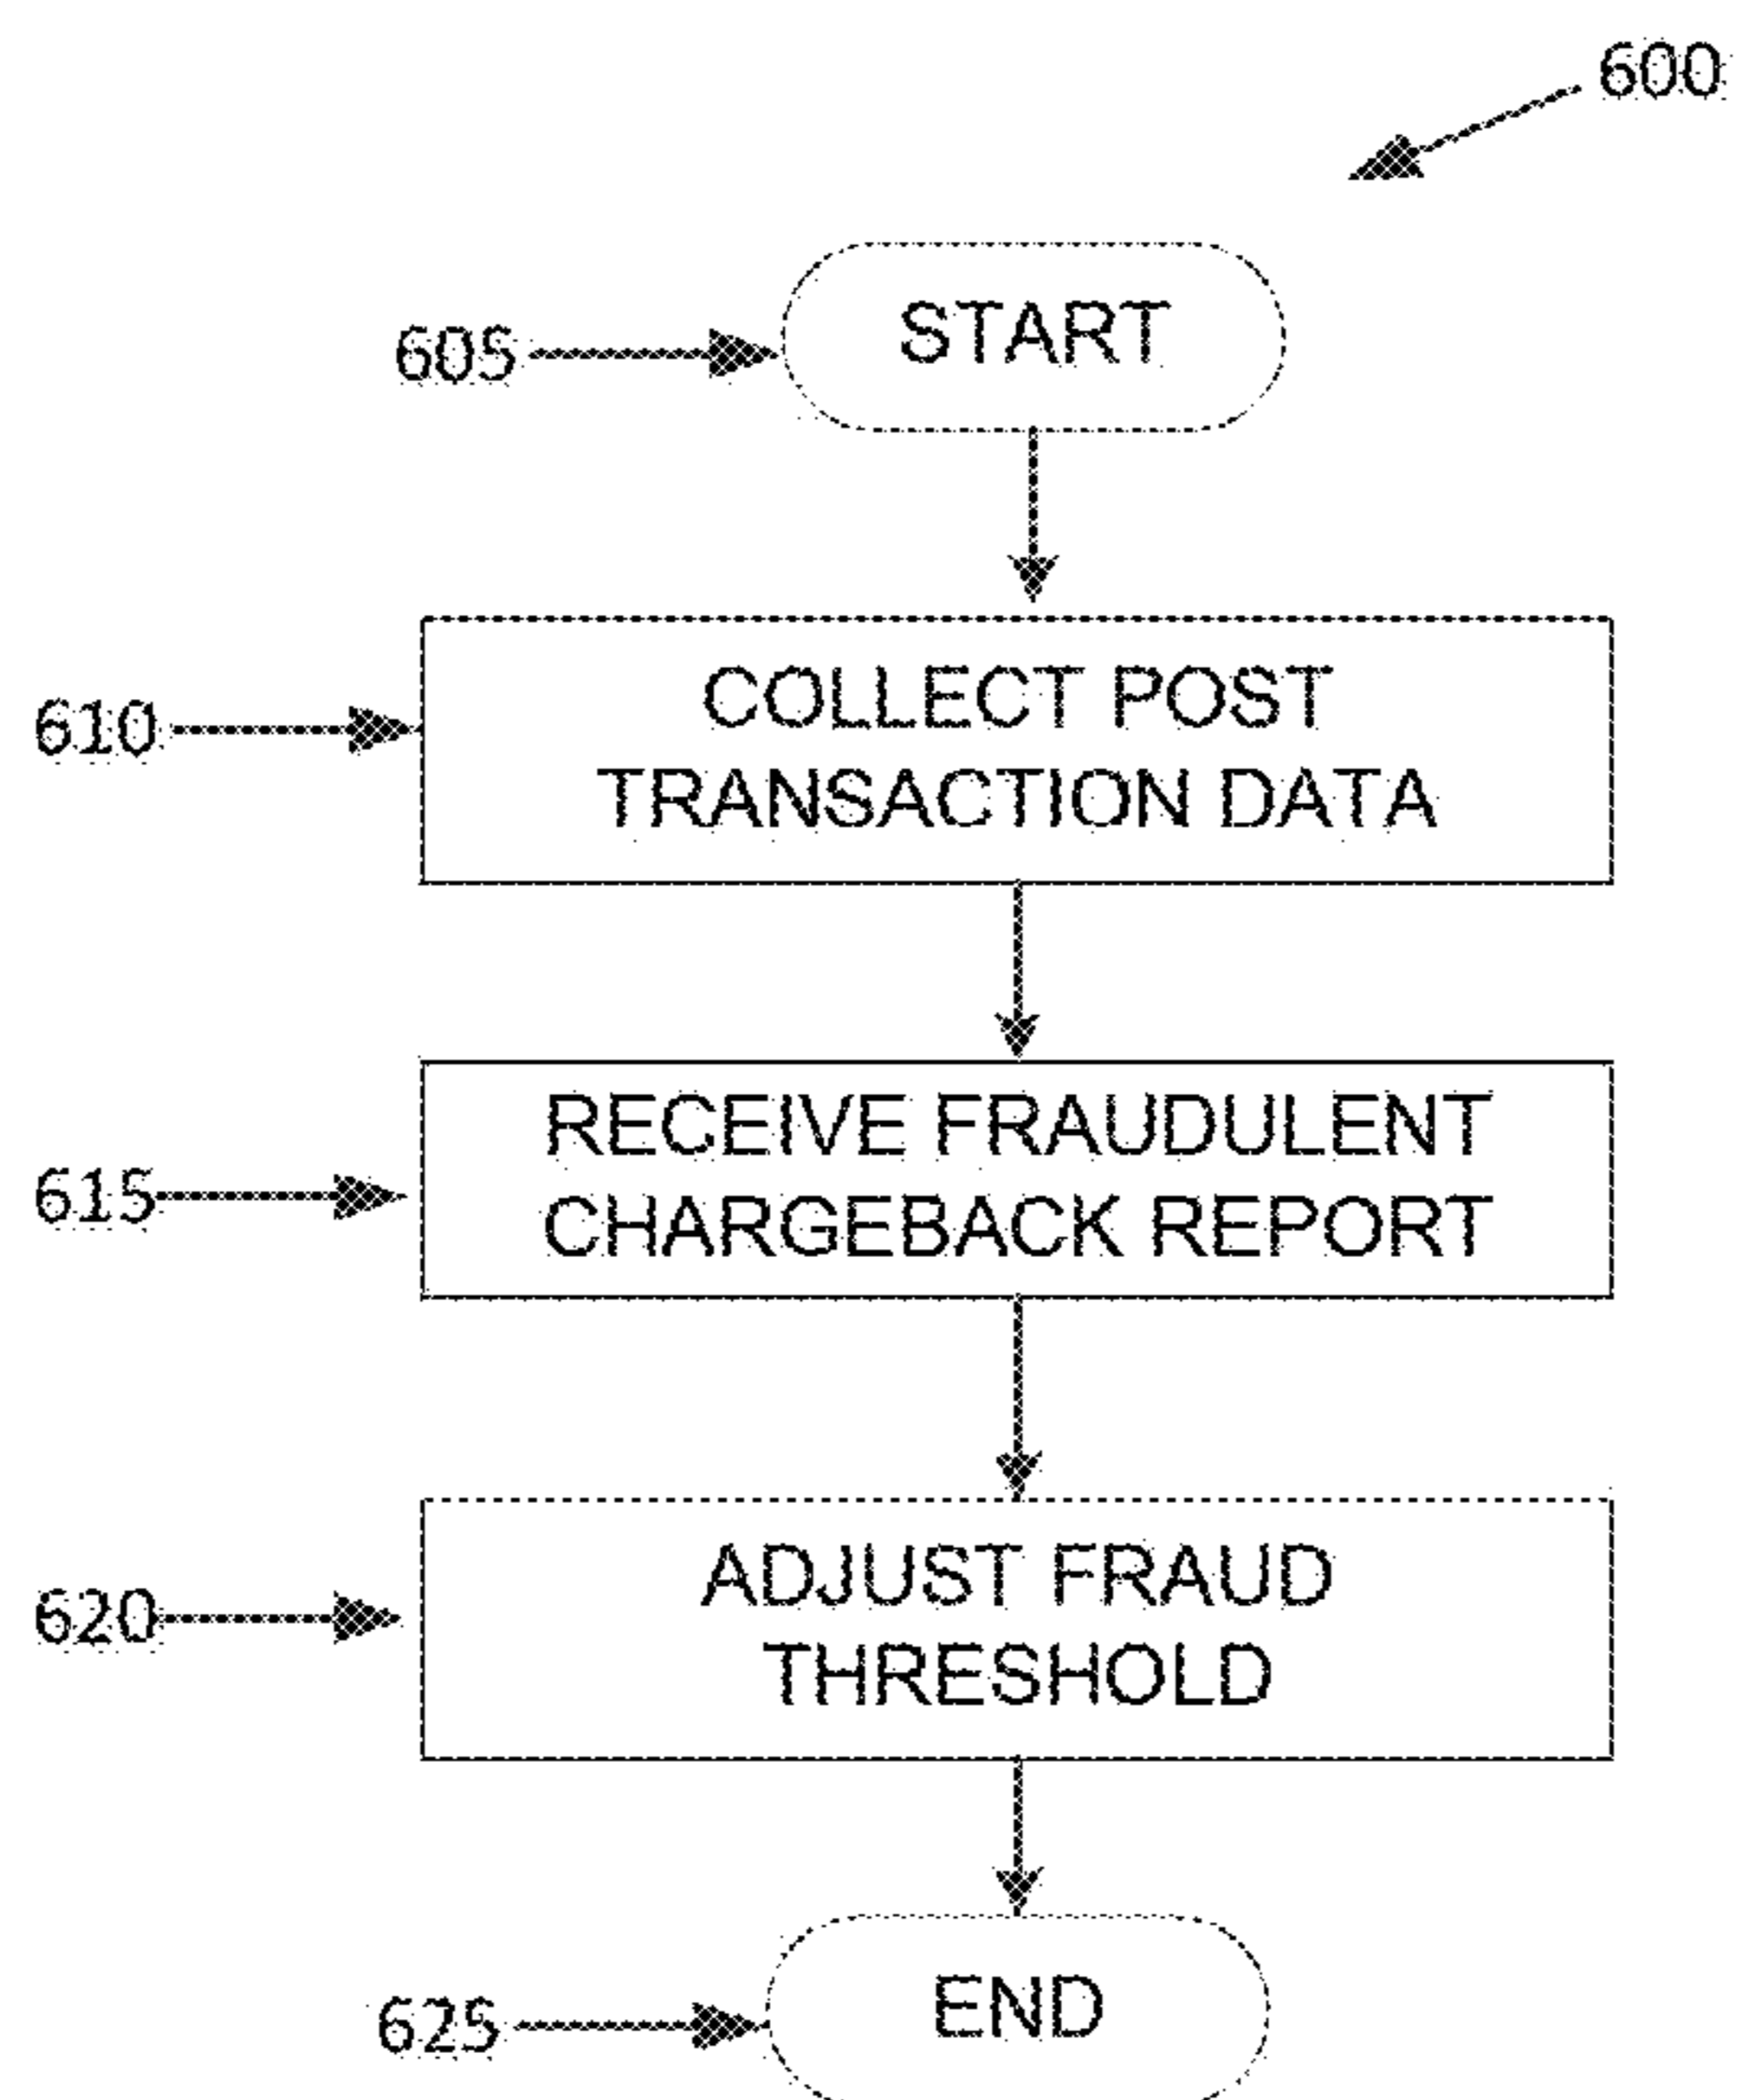 600
605
START
610
COLLECT POST
TRANSACTION DATA
615
RECEIVE FRAUDULENT
CHARGEBACK REPORT
620
ADJUST FRAUD
THRESHOLD
625
END